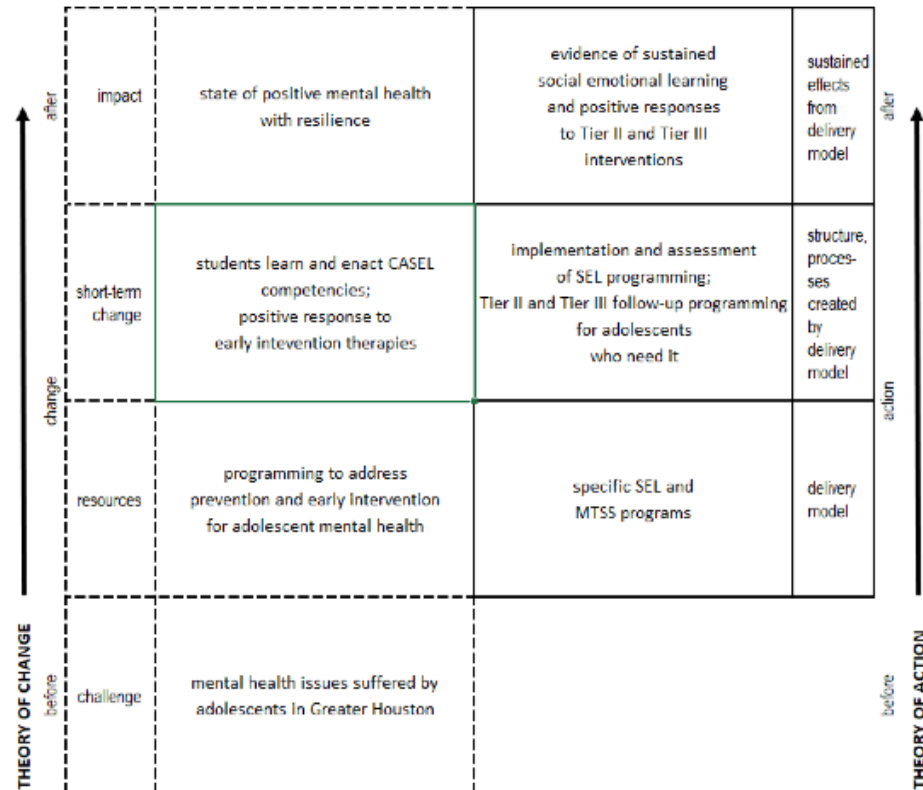 after
impact
state of positive mental health
with resilience
evidence of sustained
social emotional learning
and positive responses
to Tier II and Tier III
interventions
sustained
effects
from
delivery
model
after
short-term
change
students learn and enact CASEL
competencies;
positive response to
early intevention therapies
implementation and assessment
of SEL programming;
Tier II and Tier III follow-up programming
for adolescents
who need it
structure,
proces-
ses
created
by
delivery
model
change
action
resources
programming to address
prevention and early intervention
for adolescent mental health
specific SEL and
MTSS programs
delivery
model
THEORY OF CHANGE
before
challenge
mental health issues suffered by
adolescents in Greater Houston
before
THEORY OF ACTION